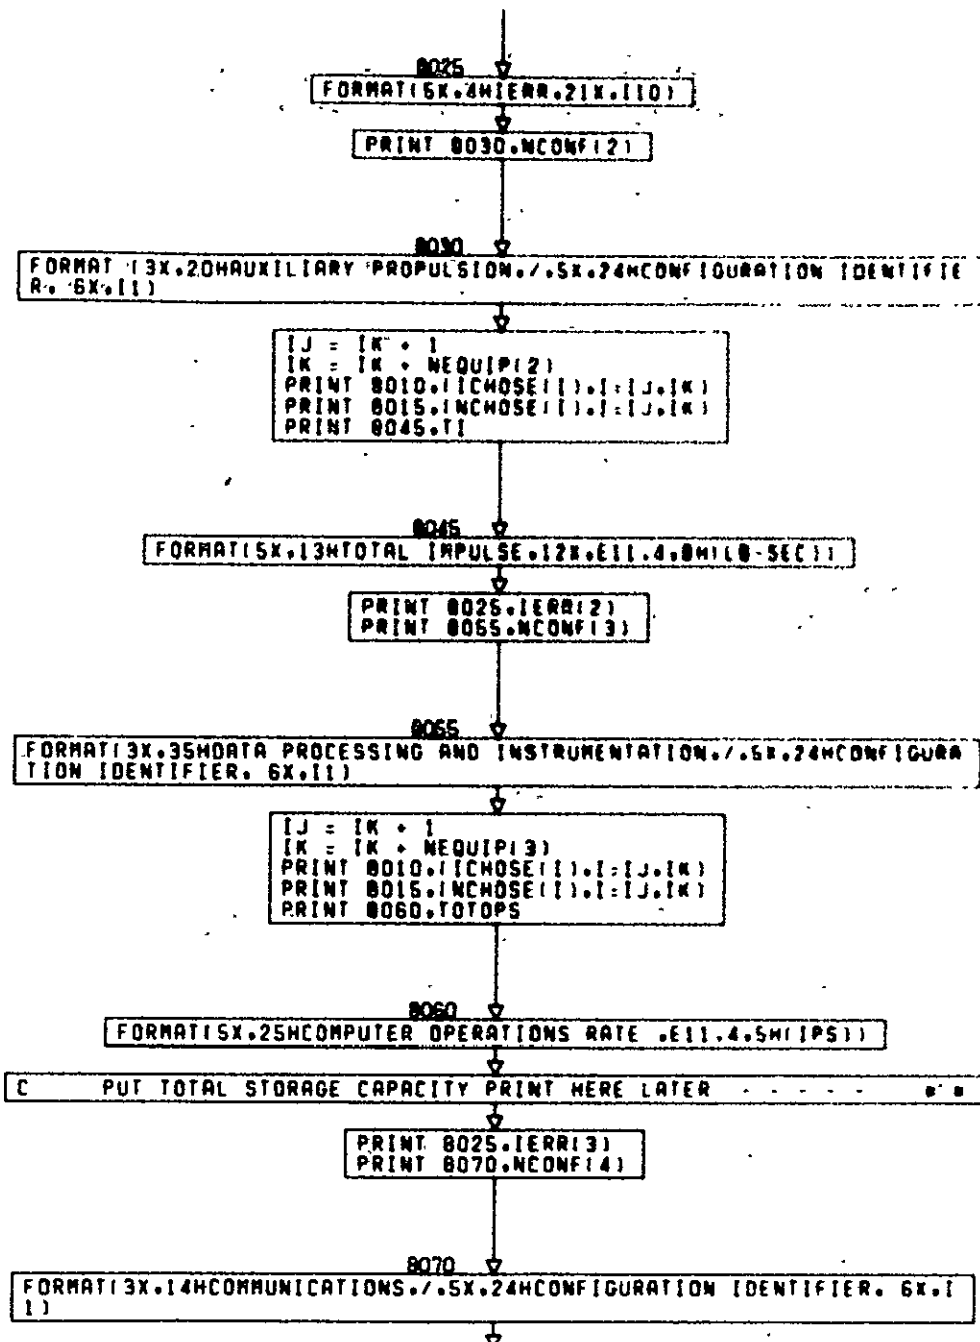 8025
FORMAT(5X,4HIERR,21X,I10)
PRINT 8030,NCONF(2)
8030
FORMAT (3X,20HAUXILIARY PROPULSION,/,5X,24HCONFIGURATION IDENTIFIE
R, 6X,I1)
IJ = IK + 1
IK = IK + NEQUIP(2)
PRINT 8010,(ICHOSE(I),I=IJ,IK)
PRINT 8015,(NCHOSE(I),I=IJ,IK)
PRINT 8045,TI
8045
FORMAT(5X,13HTOTAL IMPULSE,12X,E11.4,8H(LB-SEC))
PRINT 8025,IERR(2)
PRINT 8055,NCONF(3)
8055
FORMAT(3X,35HDATA PROCESSING AND INSTRUMENTATION,/,5X,24HCONFIGURA
TION IDENTIFIER, 6X,I1)
IJ = IK + 1
IK = IK + NEQUIP(3)
PRINT 8010,(ICHOSE(I),I=IJ,IK)
PRINT 8015,(NCHOSE(I),I=IJ,IK)
PRINT 8060,TOTOPS
8060
FORMAT(5X,25HCOMPUTER OPERATIONS RATE ,E11.4,5H(IPS))
C PUT TOTAL STORAGE CAPACITY PRINT HERE LATER - - - - -
PRINT 8025,IERR(3)
PRINT 8070,NCONF(4)
8070
FORMAT(3X,14HCOMMUNICATIONS,/,5X,24HCONFIGURATION IDENTIFIER, 6X,I
1)